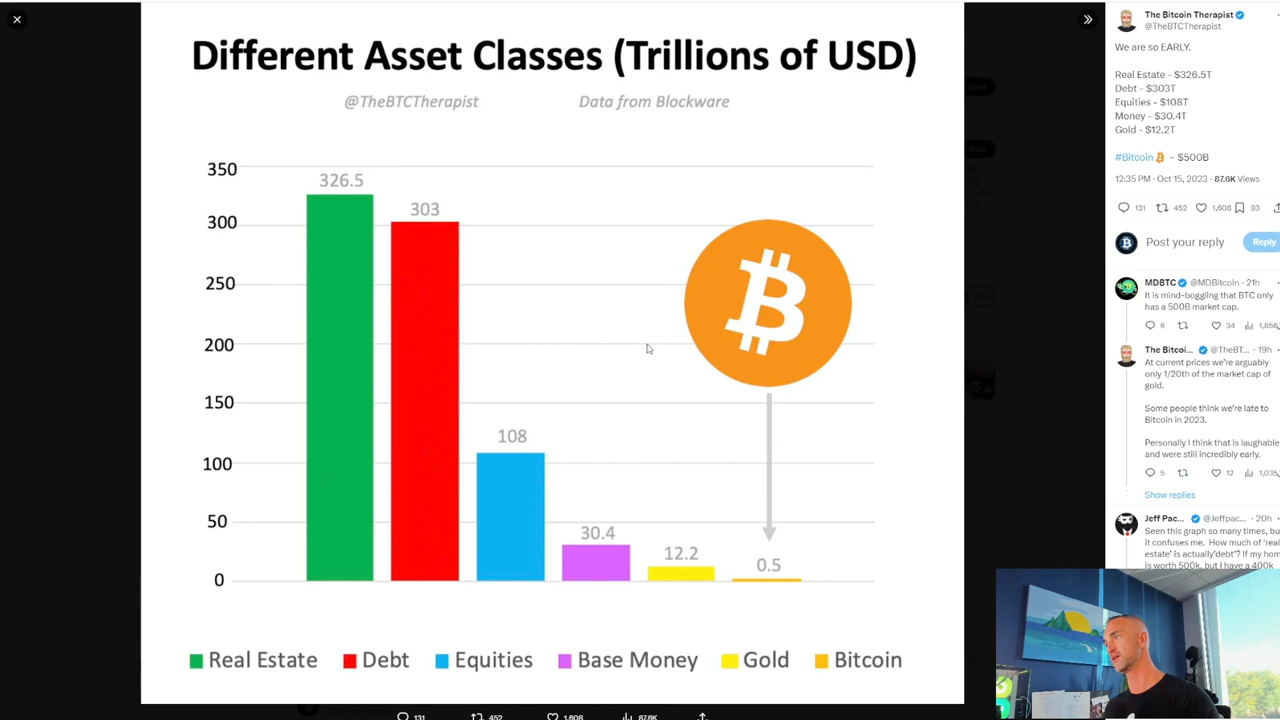 Different Asset Classes (Trillions of USD)
@TheBTCTherapist Data from Blockware
350
300
250
200
150
100
50
0
326.5
303
108
30.4
12.2
0.5
Real Estate Debt Equities Base Money Gold Bitcoin
131 452 1,608 87.6K
The Bitcoin Therapist
@TheBTCTherapist
We are so EARLY.
Real Estate - $326.5T
Debt - $303T
Equities - $108T
Money - $30.4T
Gold - $12.2T
#Bitcoin – $500B
12:35 PM · Oct 15, 2023 · 87.6K Views
131 452 1,608 93
Post your reply Reply
MDBTC @MDBitcoin · 21h
It is mind-boggling that BTC only
has a 500B market cap.
6 34 1,856
The Bitcoi... @TheBT... · 19h
At current prices we're arguably
only 1/20th of the market cap of
gold.
Some people think we're late to
Bitcoin in 2023.
Personally I think that is laughable
and were still incredibly early.
5 12 1,035
Show replies
Jeff Pac... @Jeffpac... · 20h
Seen this graph so many times, bu
it confuses me. How much of 'real
estate' is actually'debt'? If my hom
is worth 500k, but I have a 400k